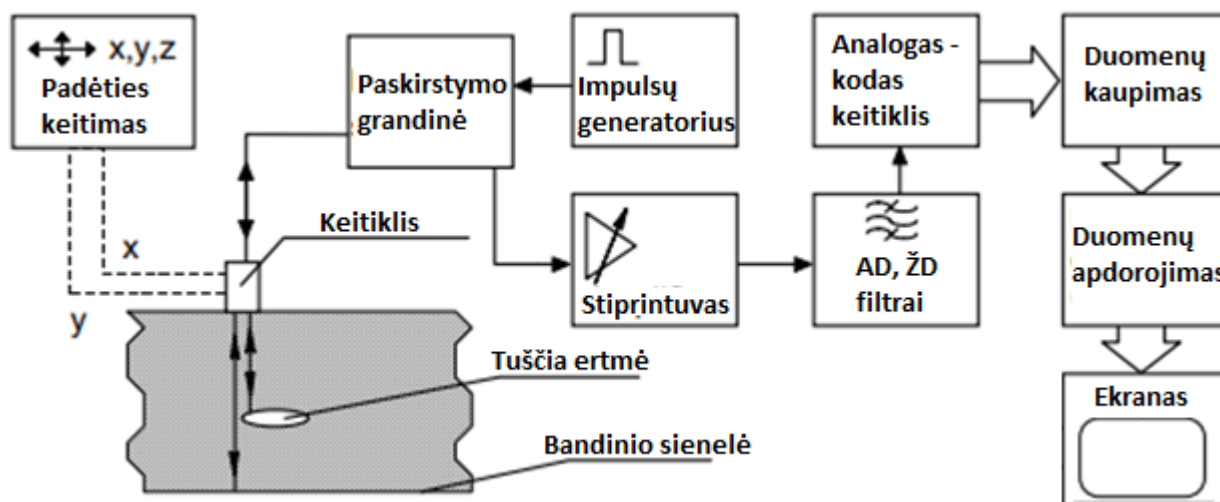 x,y,z
Padėties
keitimas
Paskirstymo
grandinė
Impulsų
generatorius
Analogas -
kodas
keitiklis
Duomenų
kaupimas
Keitiklis
x
y
Stiprintuvas
AD, ŽD
filtrai
Duomenų
apdorojimas
Tuščia ertmė
Bandinio sienelė
Ekranas